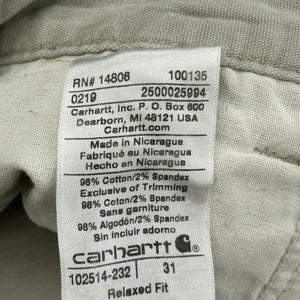 RN# 14806 100135
0219 2500025994
Carhartt, Inc. P. O. Box 600
Dearborn, MI 48121 USA
Carhartt.com
Made in Nicaragua
Fabriqué au Nicaragua
Hecho en Nicaragua
98% Cotton/2% Spandex
Exclusive of Trimming
98% Coton/2% Spandex
Sans garniture
98% Algodón/2% Spandex
Sin incluir adorno
carhartt
102514-232 31
Relaxed Fit